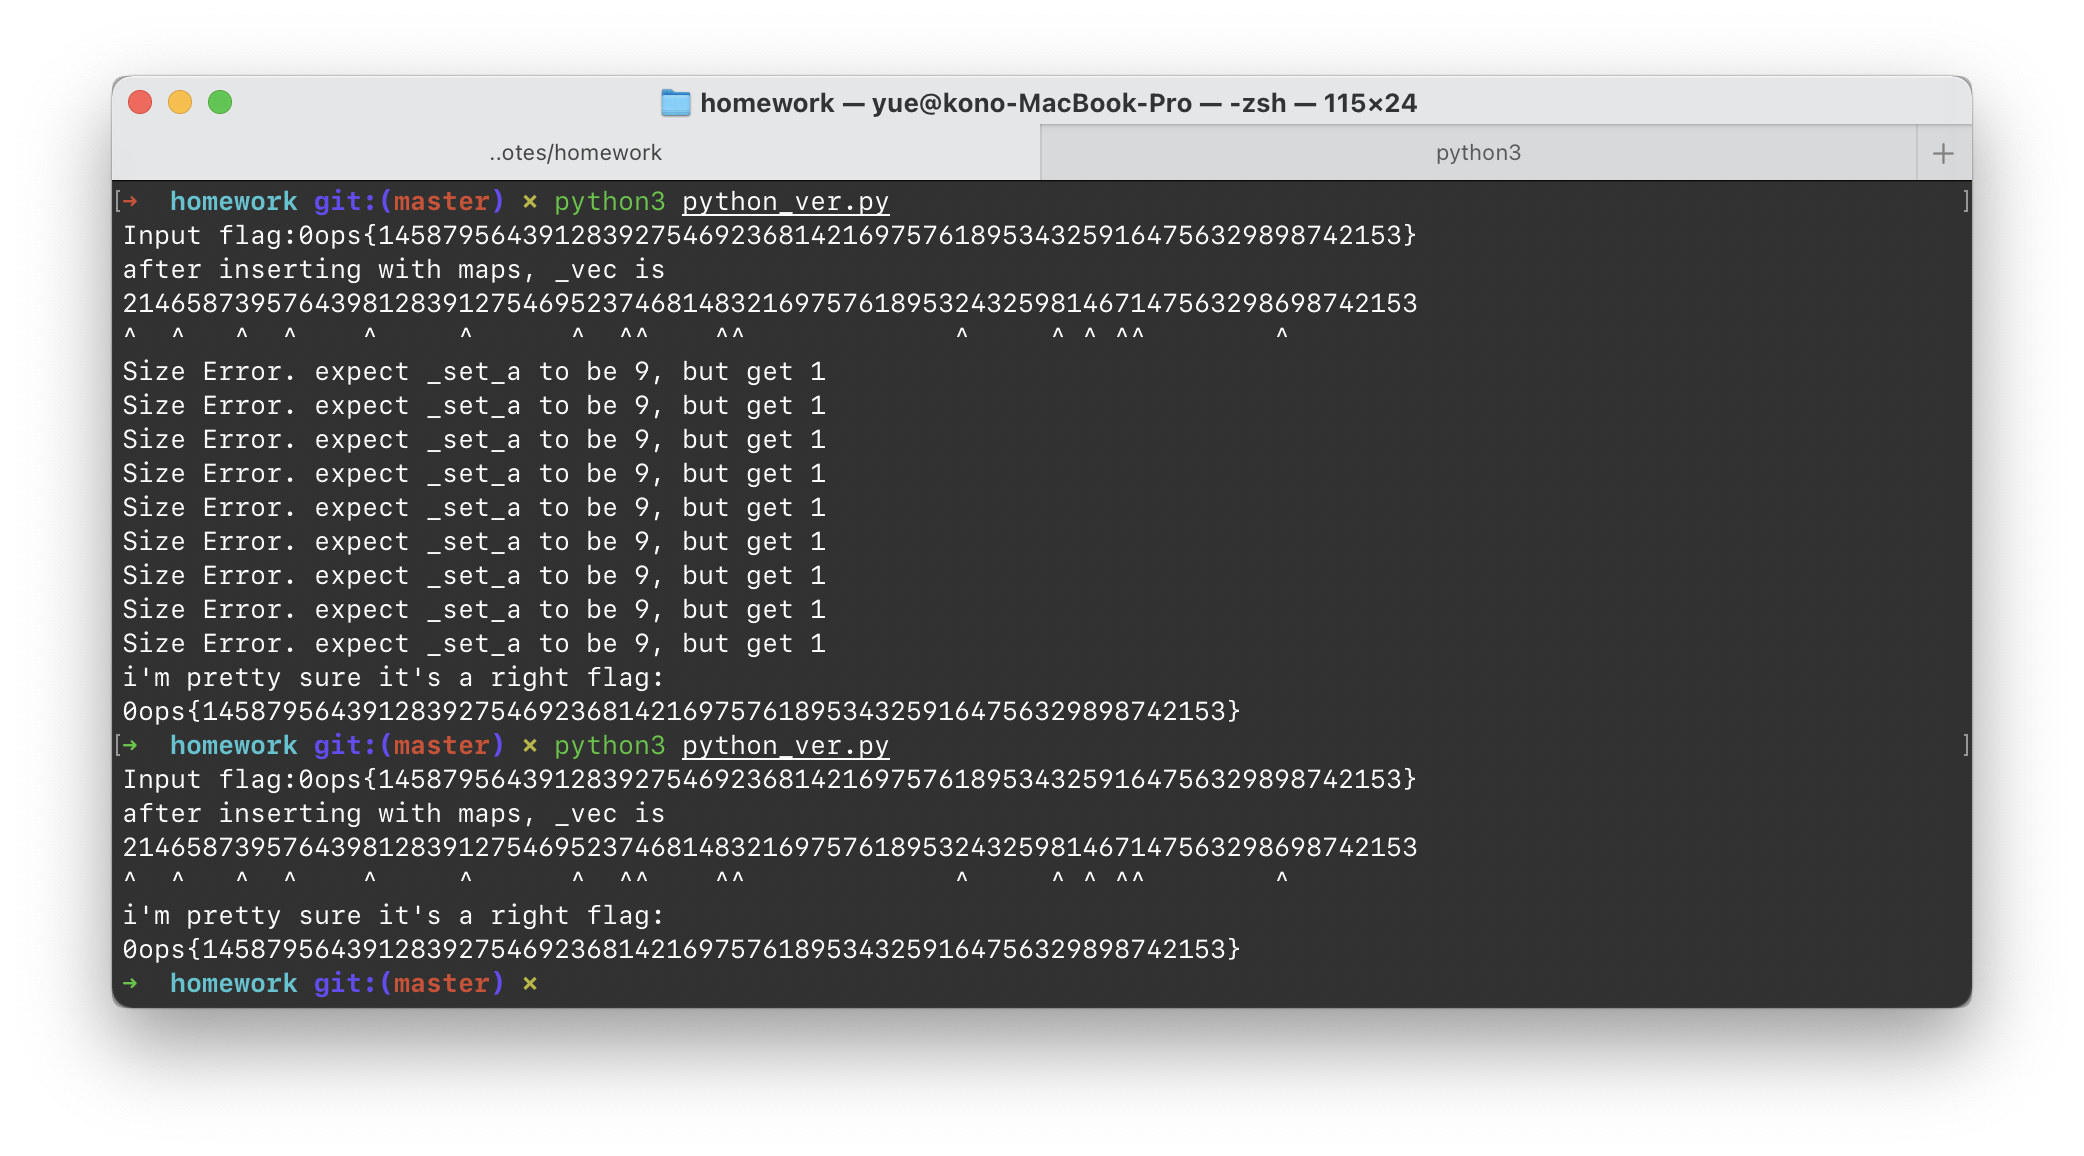 homework — yue@kono-MacBook-Pro — -zsh — 115×24
..otes/homework python3 +
[➜  homework git:(master) × python3 python_ver.py ]
Input flag:0ops{14587956439128392754692368142169757618953432591647563298​98742153}
after inserting with maps, _vec is
214658739576439812839127546952374681483216975761895324325981467147563298698742153
^  ^   ^  ^    ^     ^      ^  ^^    ^^             ^     ^ ^ ^^        ^
Size Error. expect _set_a to be 9, but get 1
Size Error. expect _set_a to be 9, but get 1
Size Error. expect _set_a to be 9, but get 1
Size Error. expect _set_a to be 9, but get 1
Size Error. expect _set_a to be 9, but get 1
Size Error. expect _set_a to be 9, but get 1
Size Error. expect _set_a to be 9, but get 1
Size Error. expect _set_a to be 9, but get 1
Size Error. expect _set_a to be 9, but get 1
i'm pretty sure it's a right flag:
0ops{1458795643912839275469236814216975761895343259164756329898742153}
[➜  homework git:(master) × python3 python_ver.py ]
Input flag:0ops{1458795643912839275469236814216975761895343259164756329898742153}
after inserting with maps, _vec is
214658739576439812839127546952374681483216975761895324325981467147563298698742153
^  ^   ^  ^    ^     ^      ^  ^^    ^^             ^     ^ ^ ^^        ^
i'm pretty sure it's a right flag:
0ops{1458795643912839275469236814216975761895343259164756329898742153}
➜  homework git:(master) ×